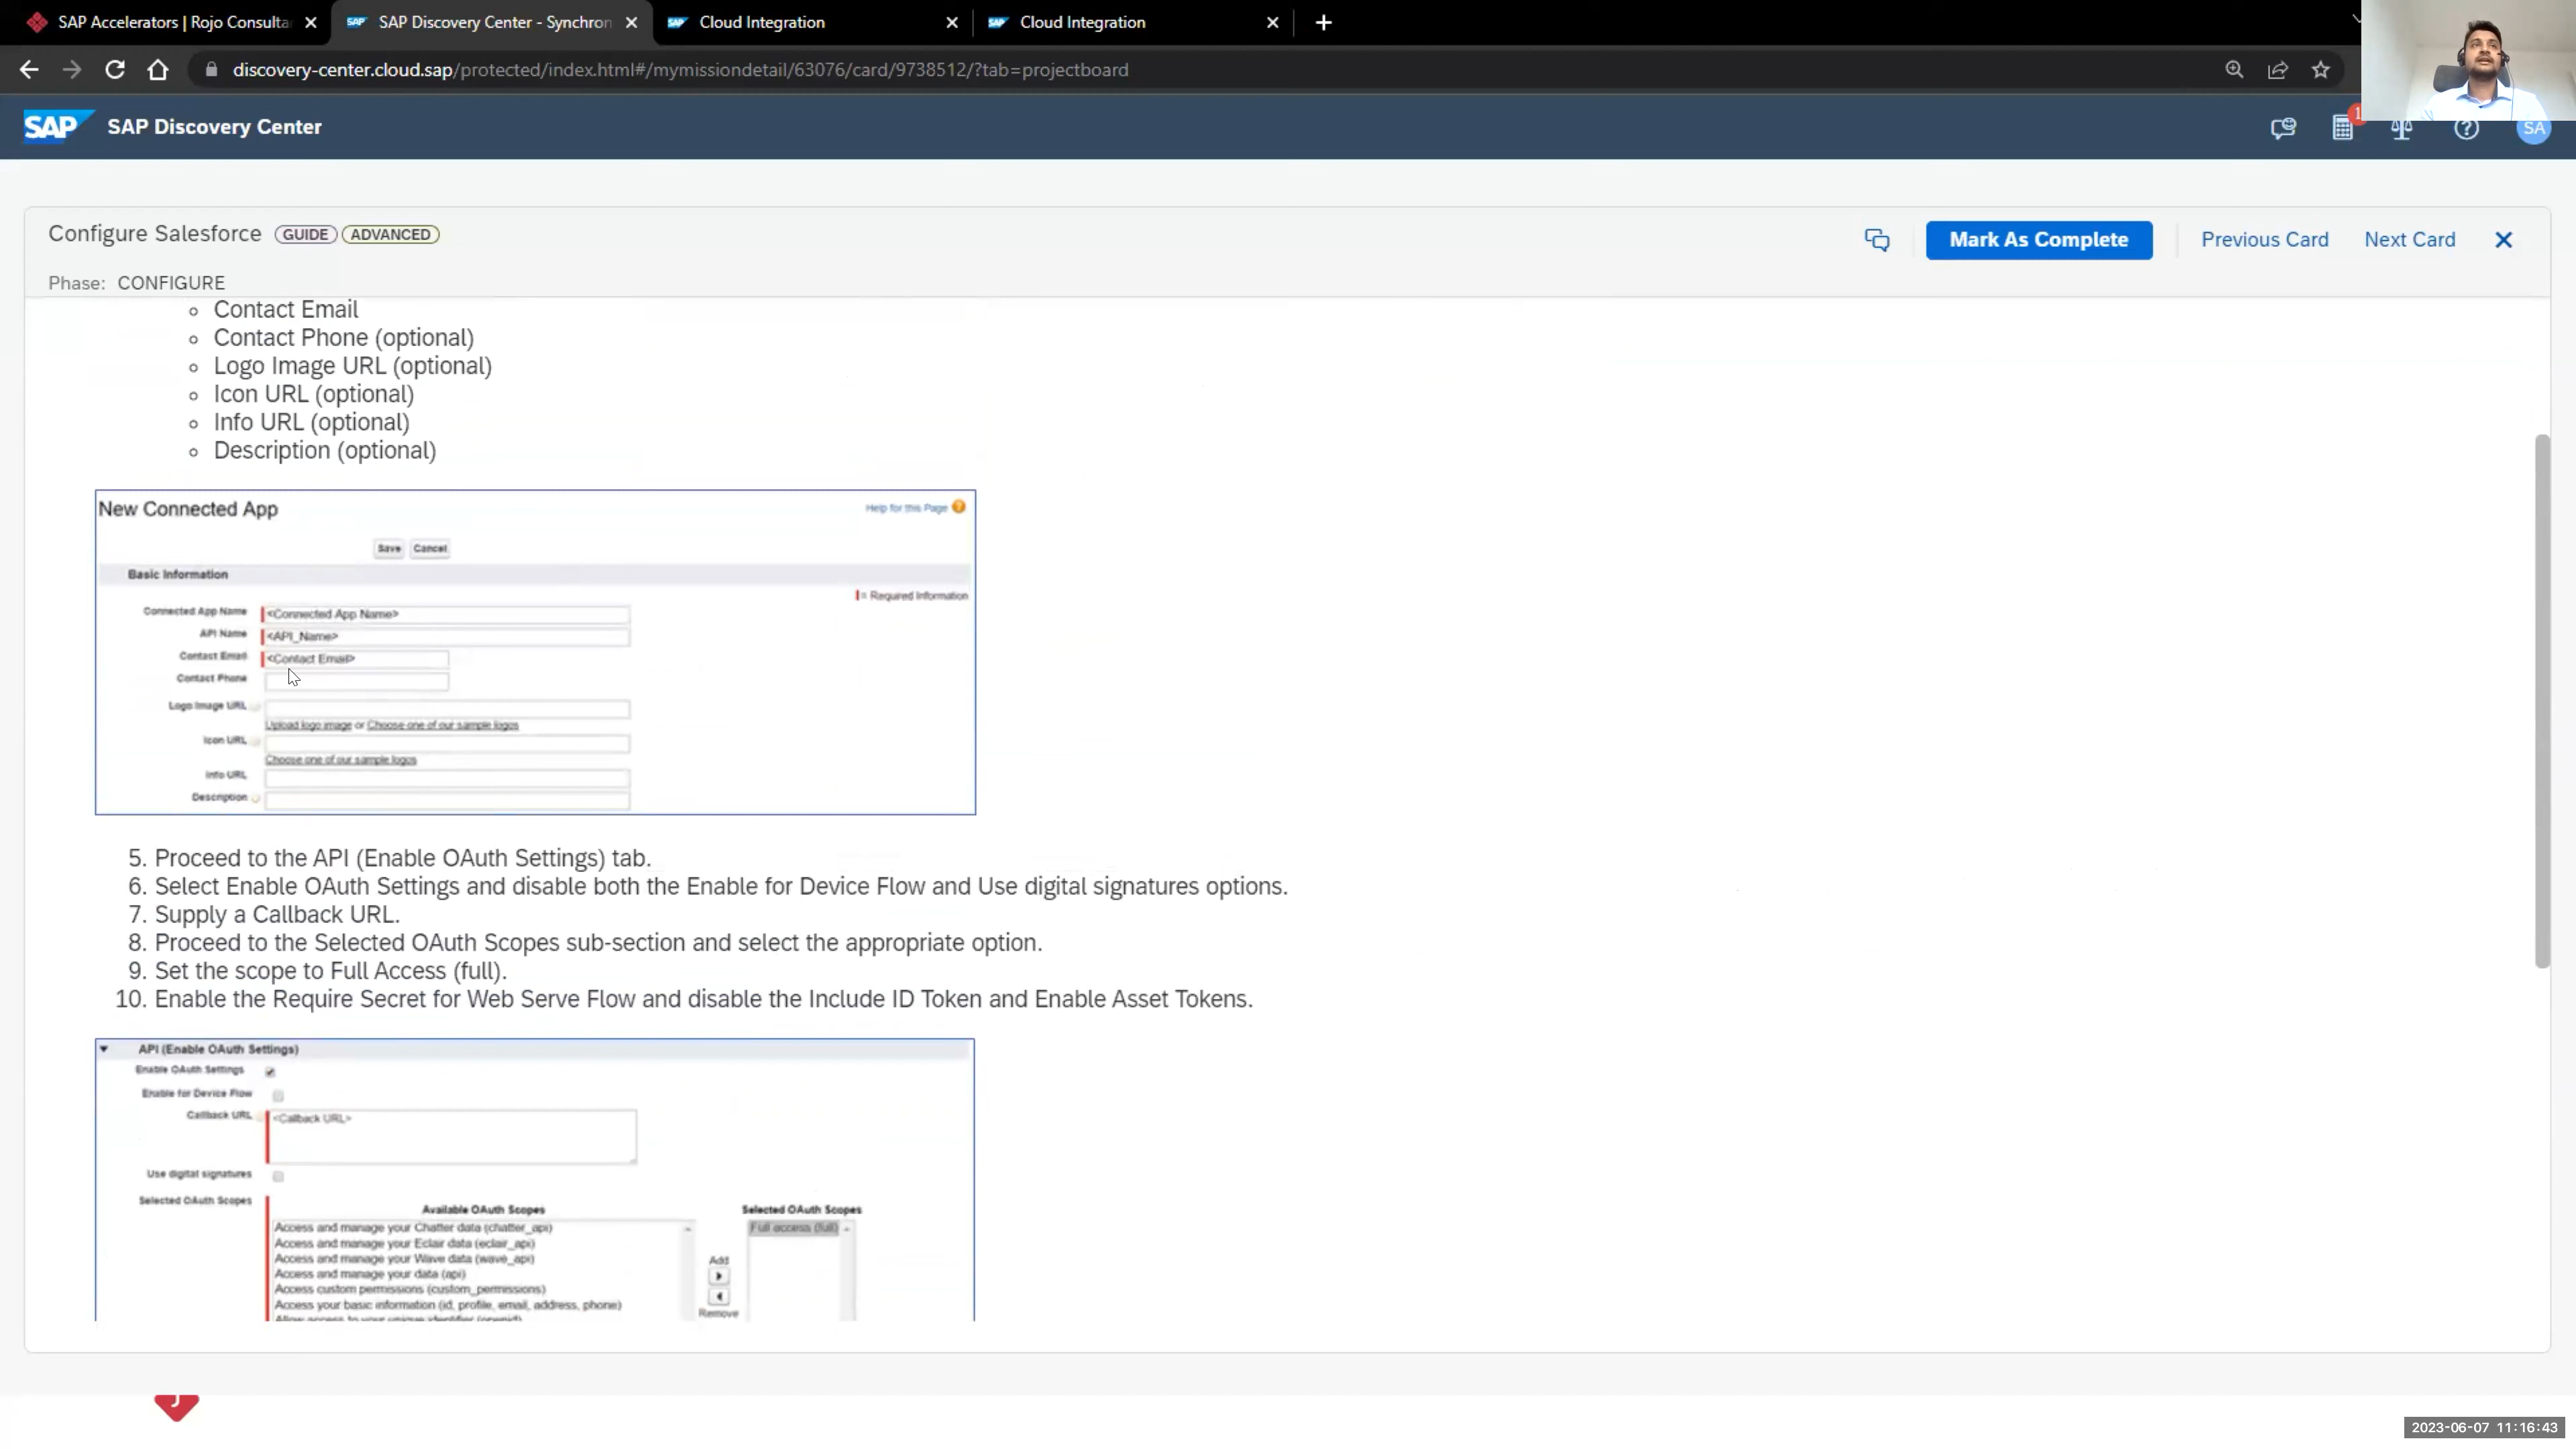 SAP Accelerators | Rojo Consulta
SAP Discovery Center - Synchron
Cloud Integration
Cloud Integration
discovery-center.cloud.sap/protected/index.html#/mymissiondetail/63076/card/9738512/?tab=projectboard
SAP
SAP Discovery Center
1
SA
Configure Salesforce GUIDE ADVANCED
Mark As Complete
Previous Card
Next Card
Phase: CONFIGURE
Contact Email
Contact Phone (optional)
Logo Image URL (optional)
Icon URL (optional)
Info URL (optional)
Description (optional)
New Connected App
Help for this Page ?
Save Cancel
Basic Information
= Required Information
Connected App Name <Connected App Name>
API Name <API_Name>
Contact Email <Contact Email>
Contact Phone
Logo Image URL
Upload logo image or Choose one of our sample logos
Icon URL
Choose one of our sample logos
Info URL
Description
5. Proceed to the API (Enable OAuth Settings) tab.
6. Select Enable OAuth Settings and disable both the Enable for Device Flow and Use digital signatures options.
7. Supply a Callback URL.
8. Proceed to the Selected OAuth Scopes sub-section and select the appropriate option.
9. Set the scope to Full Access (full).
10. Enable the Require Secret for Web Serve Flow and disable the Include ID Token and Enable Asset Tokens.
API (Enable OAuth Settings)
Enable OAuth Settings
Enable for Device Flow
Callback URL <Callback URL>
Use digital signatures
Selected OAuth Scopes
Available OAuth Scopes
Selected OAuth Scopes
Access and manage your Chatter data (chatter_api)
Full access (full)
Access and manage your Eclair data (eclair_api)
Access and manage your Wave data (wave_api)
Add
Access and manage your data (api)
Access custom permissions (custom_permissions)
Access your basic information (id, profile, email, address, phone)
Remove
Allow access to your unique identifier (openid)
J
2023-06-07 11:16:43